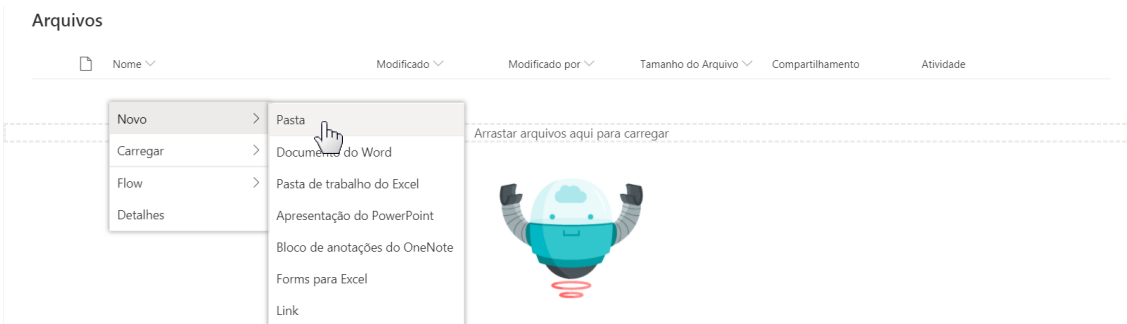 Arquivos
Nome Modificado Modificado por Tamanho do Arquivo Compartilhamento Atividade
Novo
Carregar
Flow
Detalhes
Pasta
Documento do Word
Pasta de trabalho do Excel
Apresentação do PowerPoint
Bloco de anotações do OneNote
Forms para Excel
Link
Arrastar arquivos aqui para carregar